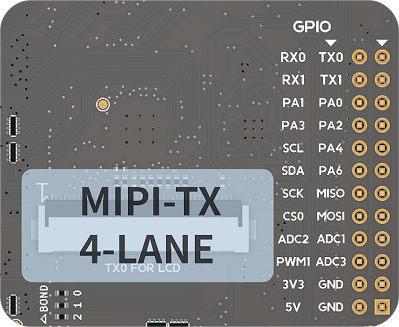 GPIO
RX0 TX0
RX1 TX1
PA1 PA0
PA3 PA2
SCL PA4
SDA PA6
SCK MISO
CS0 MOSI
ADC2 ADC1
PWM1 ADC3
3V3 GND
5V GND
MIPI-TX
4-LANE
TX0 FOR LCD
BOND
2 1 0